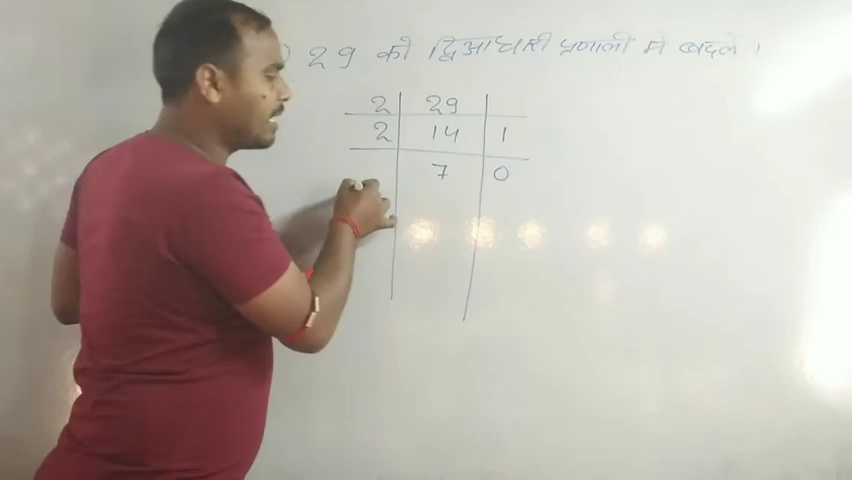 ) 29 को द्विआधारी प्रणाली में बदले ।
2 29
2 14 1
7 0